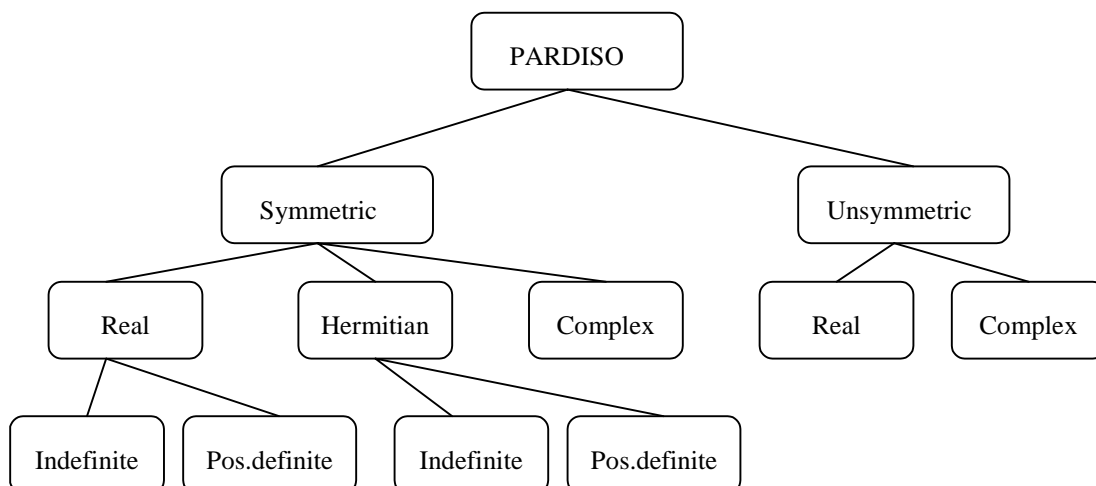 PARDISO
Symmetric
Unsymmetric
Real
Hermitian
Complex
Real
Complex
Indefinite
Pos.definite
Indefinite
Pos.definite